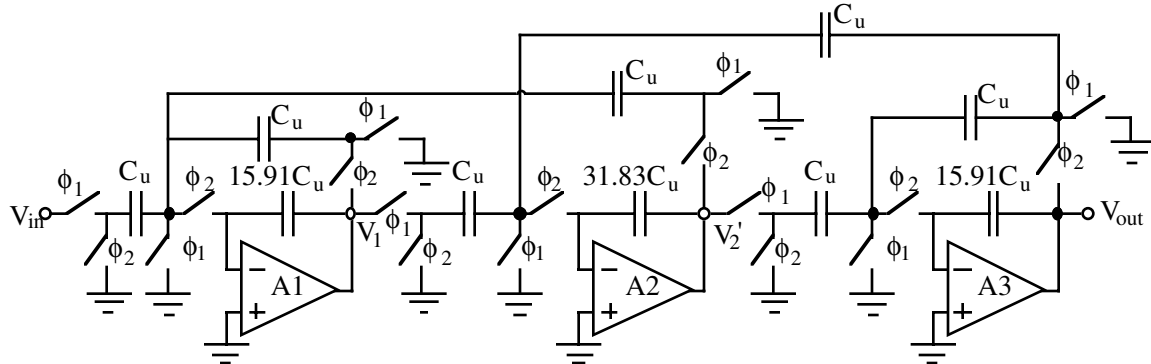 C_u
C_u
ϕ_1
C_u
C_u
ϕ_1
ϕ_1
C_u
ϕ_2
ϕ_2
ϕ_1
C_u
ϕ_2
15.91C_u
ϕ_2
C_u
ϕ_2
31.83C_u
ϕ_1
C_u
ϕ_2
15.91C_u
V_in
V_1
ϕ_1
V_2'
V_out
ϕ_2
ϕ_1
ϕ_2
ϕ_1
ϕ_2
ϕ_1
− A1 +
− A2 +
− A3 +